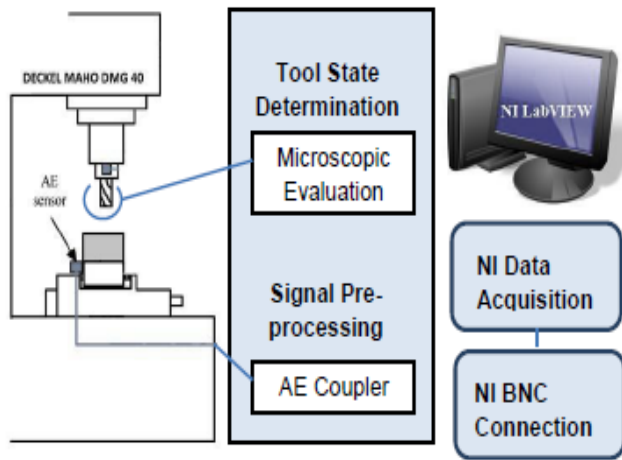 DECKEL MAHO DMG 40
AE
sensor
Tool State
Determination
Microscopic
Evaluation
Signal Pre-
processing
AE Coupler
NI LabVIEW
NI Data
Acquisition
NI BNC
Connection